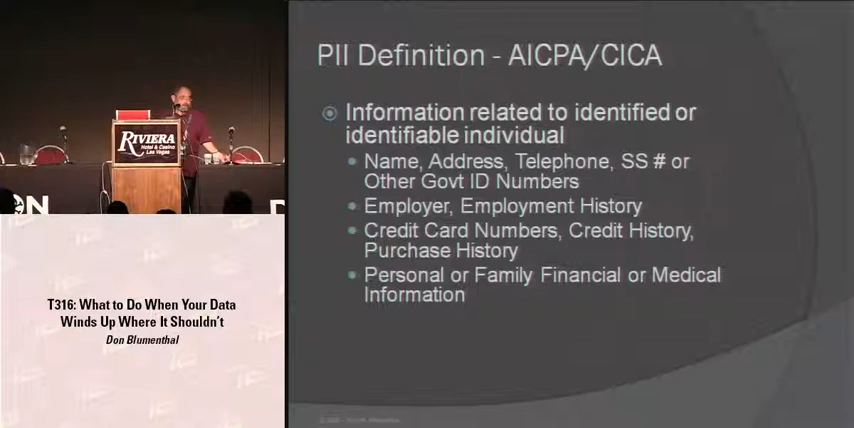 RIVIERA
Hotel & Casino
Las Vegas
ON
D
T316: What to Do When Your Data
Winds Up Where It Shouldn't
Don Blumenthal
PII Definition - AICPA/CICA
Information related to identified or
identifiable individual
Name, Address, Telephone, SS # or
Other Govt ID Numbers
Employer, Employment History
Credit Card Numbers, Credit History,
Purchase History
Personal or Family Financial or Medical
Information